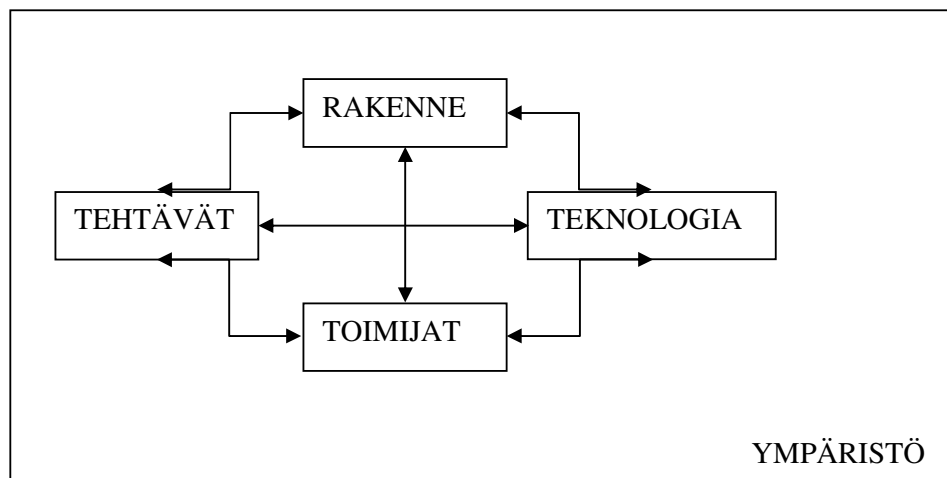 RAKENNE
TEHTÄVÄT
TEKNOLOGIA
TOIMIJAT
YMPÄRISTÖ